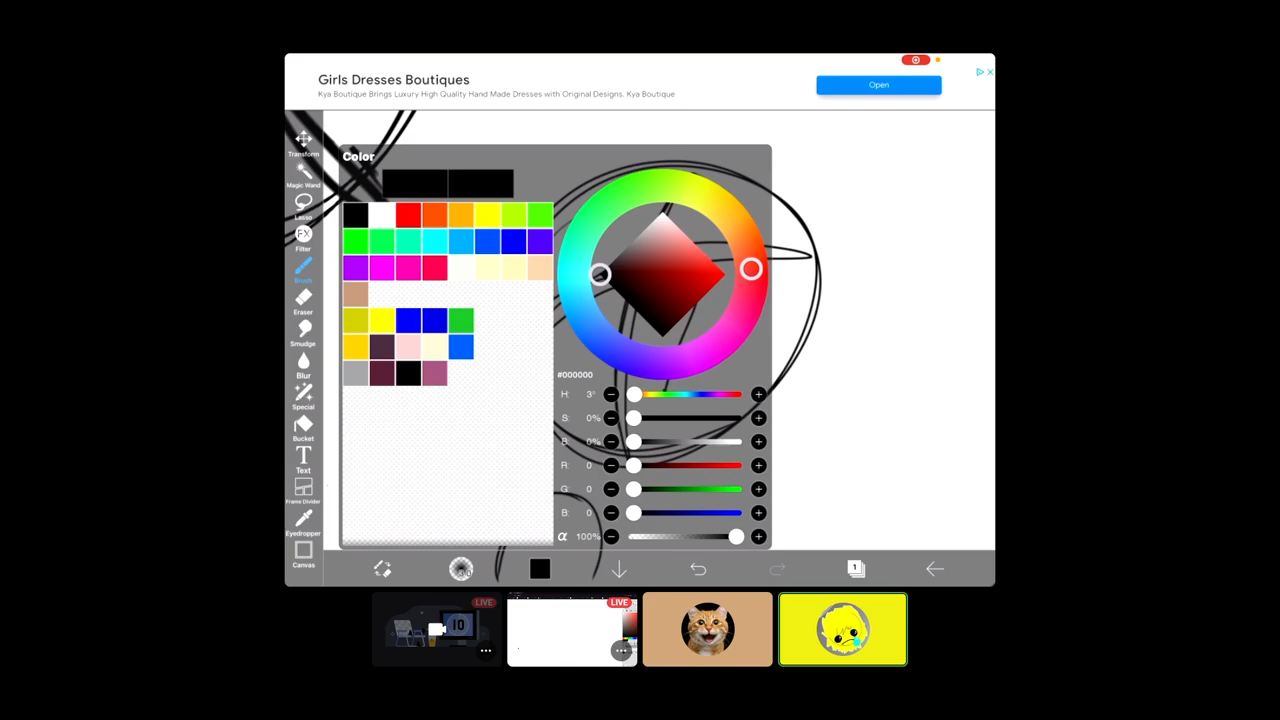 Girls Dresses Boutiques
Kya Boutique Brings Luxury High Quality Hand Made Dresses with Original Designs. Kya Boutique
Open
Transform
Magic Wand
Lasso
FX
Filter
Brush
Eraser
Smudge
Blur
Special
Bucket
T
Text
Frame Divider
Eyedropper
Canvas
Color
#000000
H: 3°
S: 0%
B: 0%
R: 0
G: 0
B: 0
α 100%
1
LIVE
10
LIVE